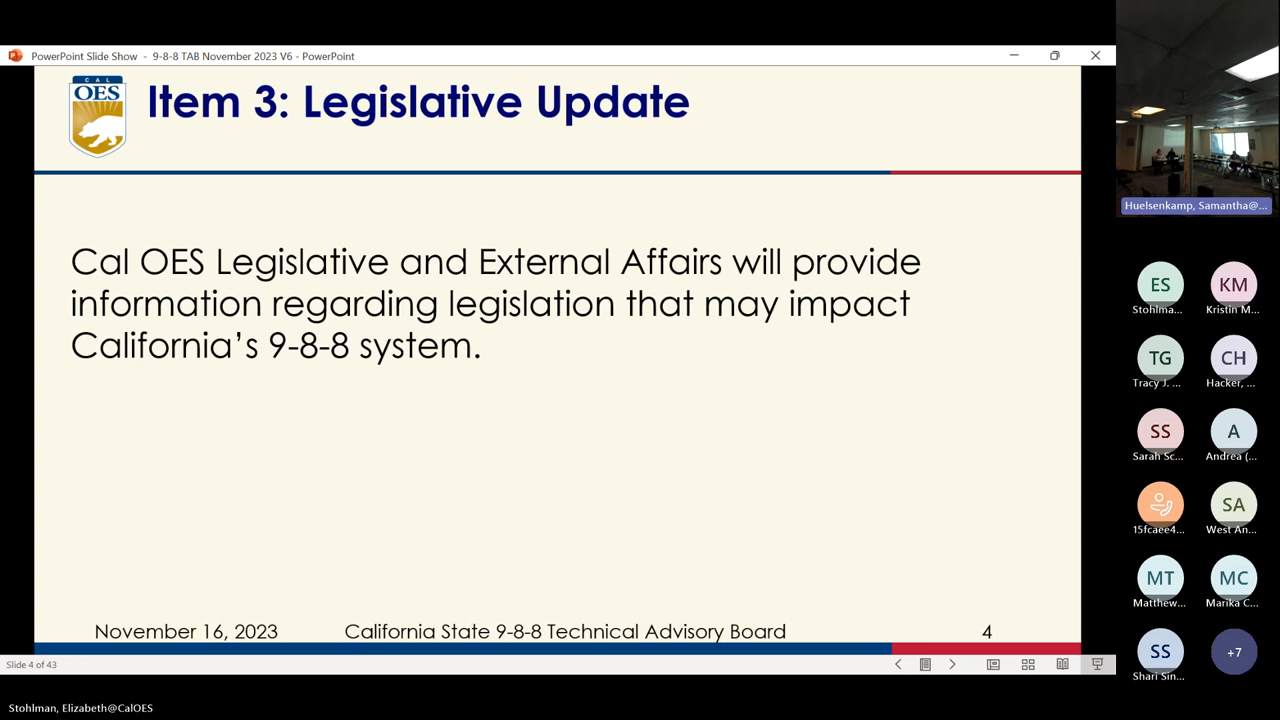 PowerPoint Slide Show - 9-8-8 TAB November 2023 V6 - PowerPoint
CAL
OES
Item 3: Legislative Update
Cal OES Legislative and External Affairs will provide
information regarding legislation that may impact
California's 9-8-8 system.
November 16, 2023 California State 9-8-8 Technical Advisory Board 4
Slide 4 of 43
Stohlman, Elizabeth@CalOES
Huelsenkamp, Samantha@...
ES KM
Stohlma... Kristin M...
TG CH
Tracy J. ... Hacker, ...
SS A
Sarah Sc... Andrea (...
SA
15fcaee4... West An...
MT MC
Matthew... Marika C...
SS +7
Shari Sin...